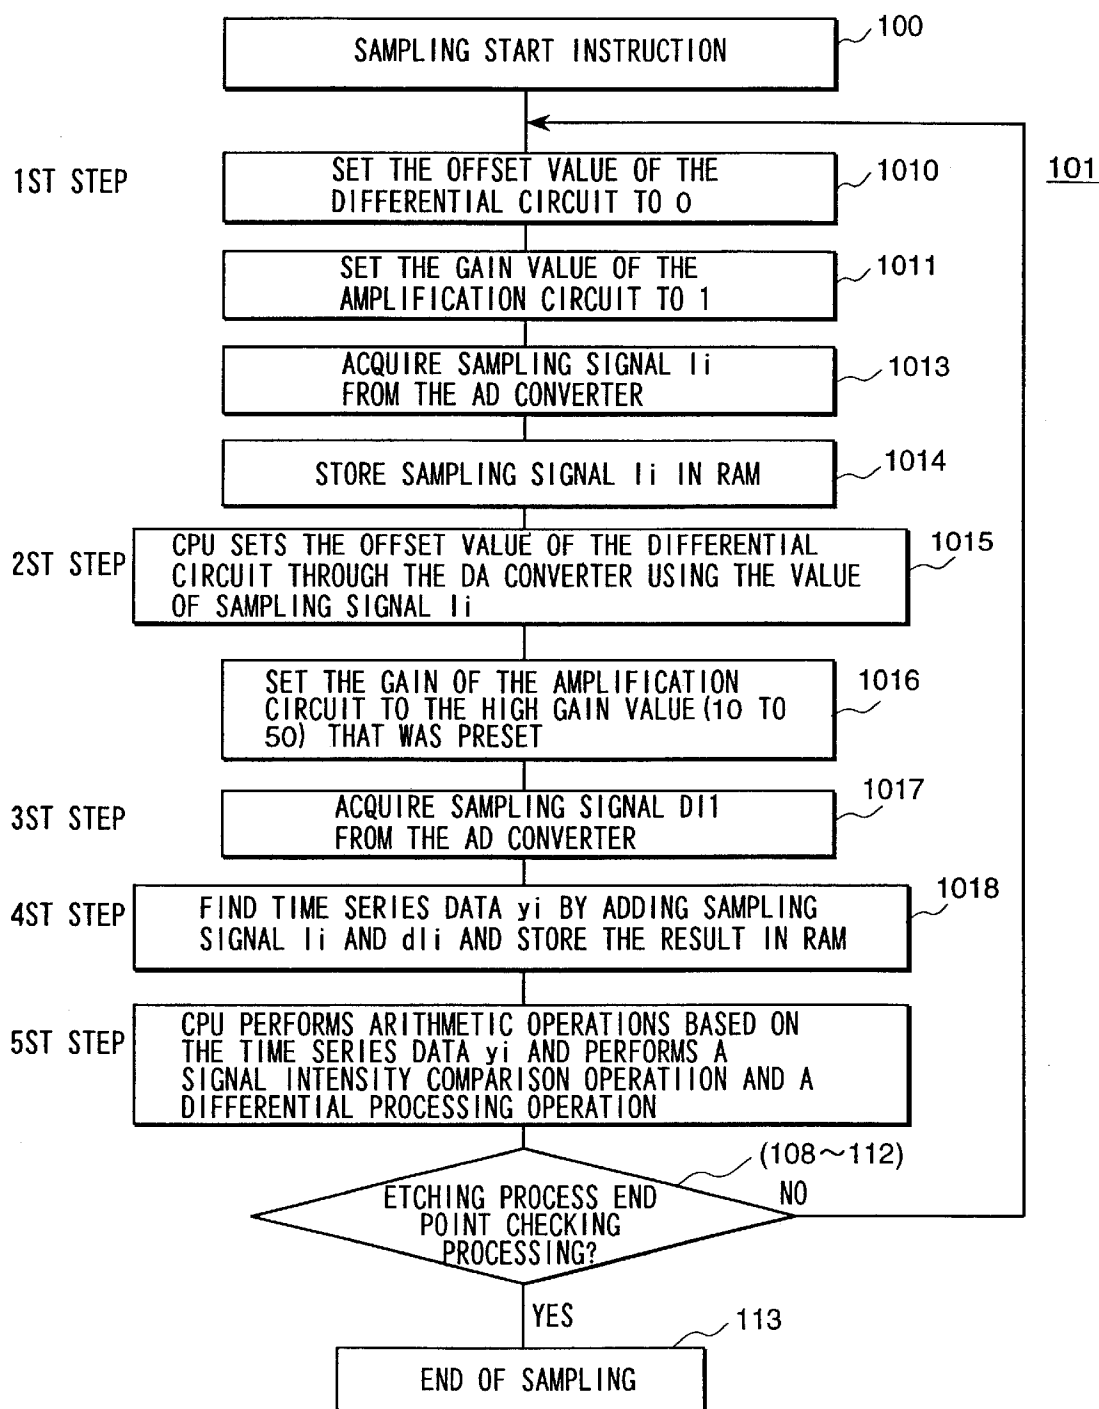 SAMPLING START INSTRUCTION
100
101
1ST STEP
SET THE OFFSET VALUE OF THE
DIFFERENTIAL CIRCUIT TO 0
1010
SET THE GAIN VALUE OF THE
AMPLIFICATION CIRCUIT TO 1
1011
ACQUIRE SAMPLING SIGNAL Ii
FROM THE AD CONVERTER
1013
STORE SAMPLING SIGNAL Ii IN RAM
1014
2ST STEP
CPU SETS THE OFFSET VALUE OF THE DIFFERENTIAL
CIRCUIT THROUGH THE DA CONVERTER USING THE VALUE
OF SAMPLING SIGNAL Ii
1015
SET THE GAIN OF THE AMPLIFICATION
CIRCUIT TO THE HIGH GAIN VALUE (10 TO
50) THAT WAS PRESET
1016
3ST STEP
ACQUIRE SAMPLING SIGNAL DI1
FROM THE AD CONVERTER
1017
4ST STEP
FIND TIME SERIES DATA yi BY ADDING SAMPLING
SIGNAL Ii AND dIi AND STORE THE RESULT IN RAM
1018
5ST STEP
CPU PERFORMS ARITHMETIC OPERATIONS BASED ON
THE TIME SERIES DATA yi AND PERFORMS A
SIGNAL INTENSITY COMPARISON OPERATIION AND A
DIFFERENTIAL PROCESSING OPERATION
(108～112)
ETCHING PROCESS END
POINT CHECKING
PROCESSING?
NO
YES
113
END OF SAMPLING